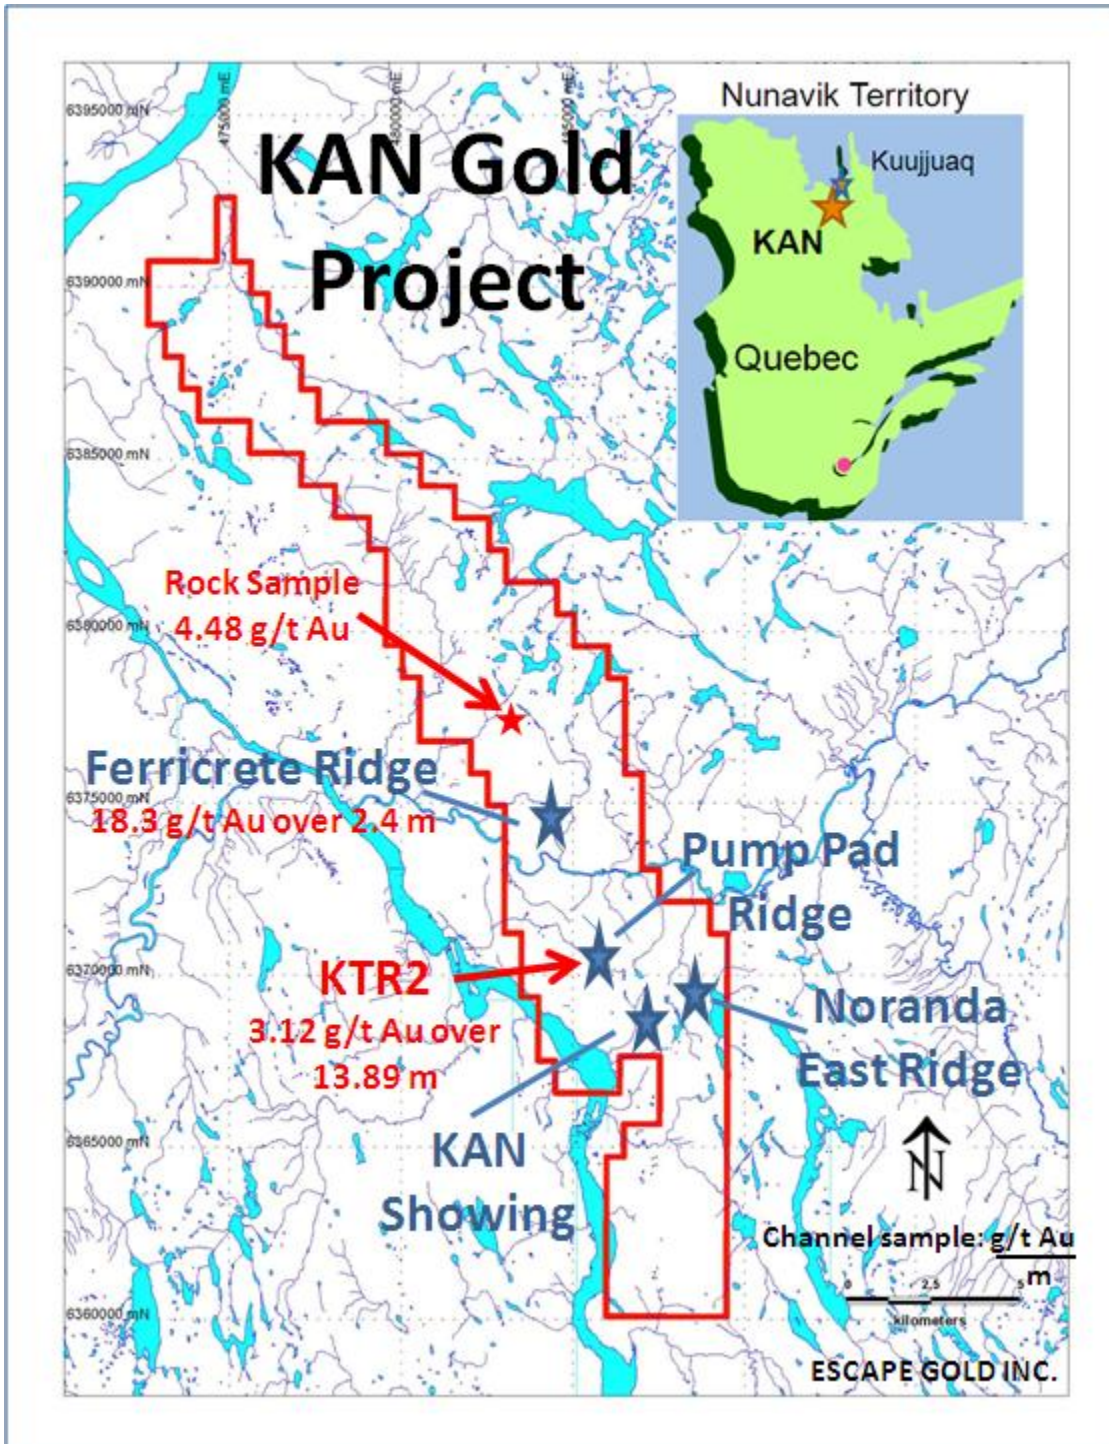 Nunavik Territory
6395000 mN
475000 mE
KAN Gold
Project
Kuujjuaq
KAN
Quebec
6390000 mN
6385000 mN
Rock Sample
4.48 g/t Au
6380000 mN
Ferricrete Ridge
18.3 g/t Au over 2.4 m
6375000 mN
Pump Pad
Ridge
6370000 mN
KTR2
3.12 g/t Au over
13.89 m
Noranda
East Ridge
6365000 mN
KAN
Showing
N
Channel sample: g/t Au
m
0 2.5 5
kilometers
6360000 mN
ESCAPE GOLD INC.